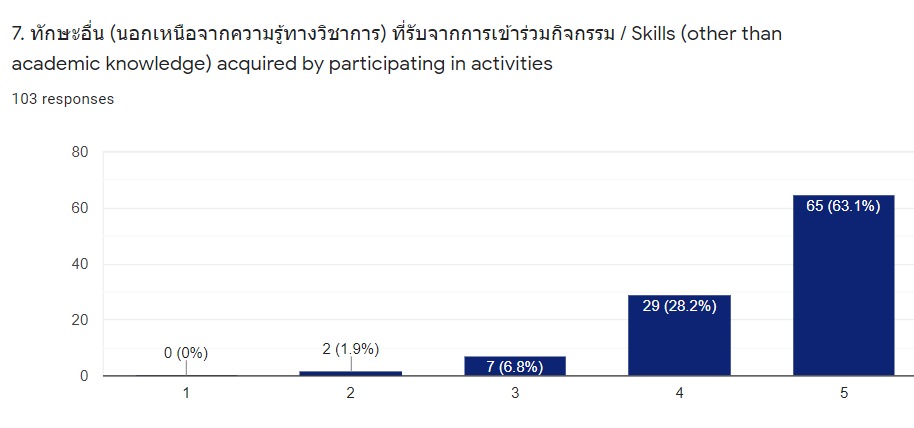 7. ทักษะอื่น (นอกเหนือจากความรู้ทางวิชาการ) ที่รับจากการเข้าร่วมกิจกรรม / Skills (other than
academic knowledge) acquired by participating in activities
103 responses
80
60
40
20
0
0 (0%)
2 (1.9%)
7 (6.8%)
29 (28.2%)
65 (63.1%)
1 2 3 4 5